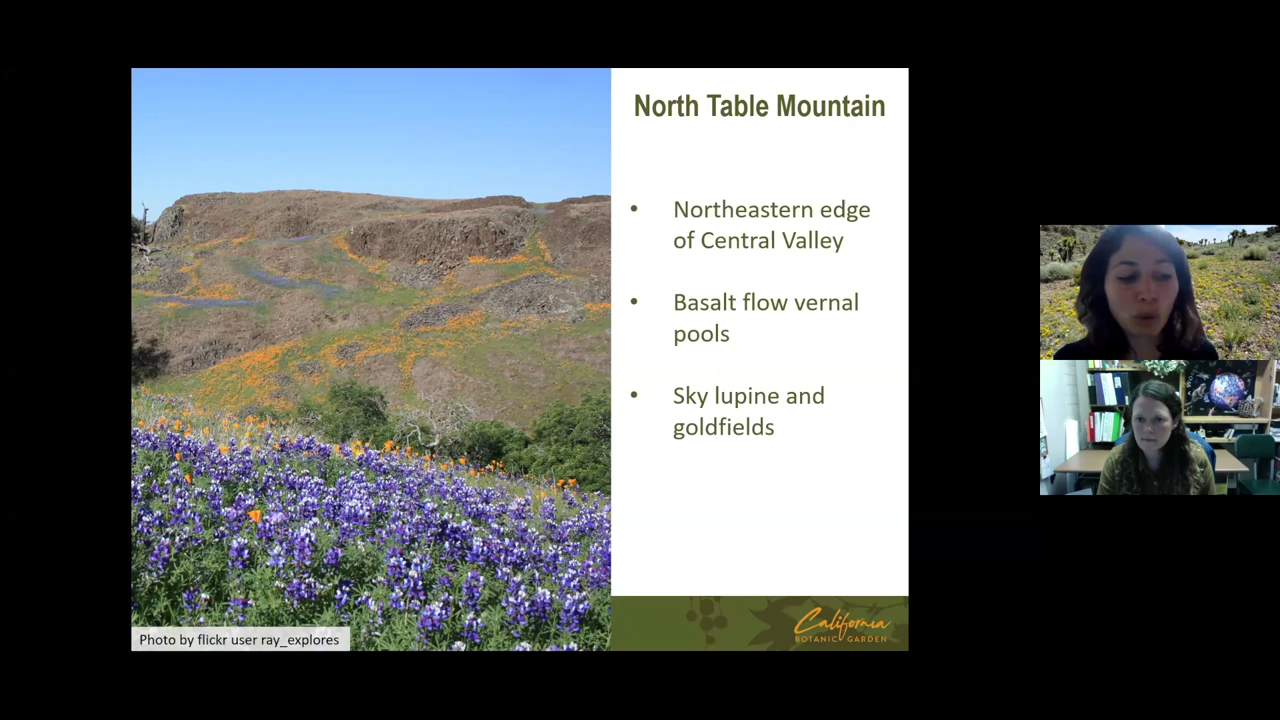 North Table Mountain
• Northeastern edge
of Central Valley
• Basalt flow vernal
pools
• Sky lupine and
goldfields
Photo by flickr user ray_explores
California
BOTANIC GARDEN